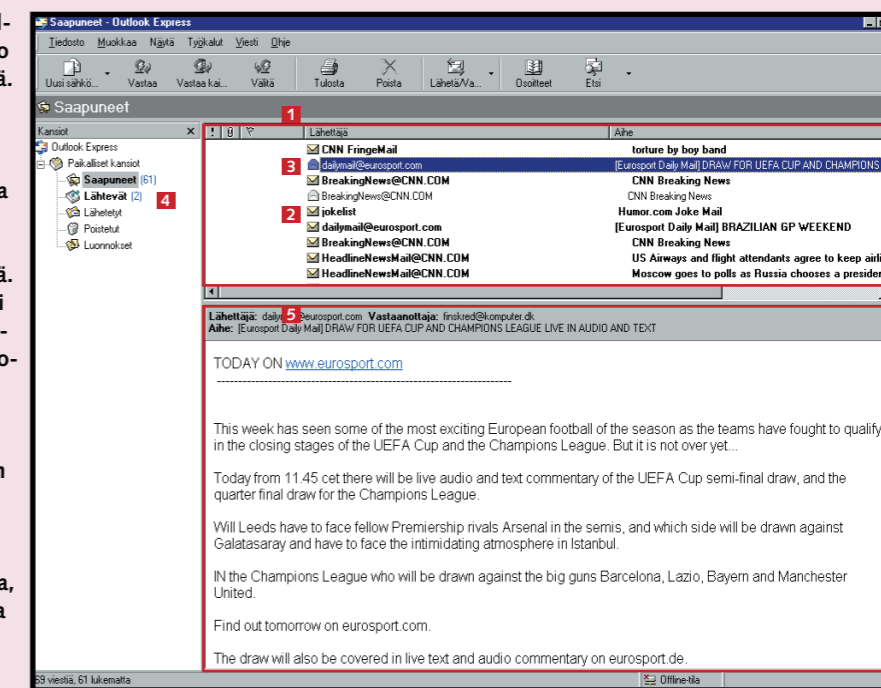 Saapuneet - Outlook Express
Tiedosto Muokkaa Näytä Työkalut Viesti Ohje
Uusi sähkö... Vastaa Vastaa kai... Välitä Tulosta Poista Lähetä/Va... Osoitteet Etsi
Saapuneet
1
Kansiot
Outlook Express
Paikalliset kansiot
Saapuneet (61)
Lähtevät (2)
4
Lähetetyt
Poistetut
Luonnokset
! Lähettäjä Aihe
CNN FringeMail torture by boy band
3 dailymail@eurosport.com [Eurosport Daily Mail] DRAW FOR UEFA CUP AND CHAMPIONS
BreakingNews@CNN.COM CNN Breaking News
BreakingNews@CNN.COM CNN Breaking News
2 jokelist Humor.com Joke Mail
dailymail@eurosport.com [Eurosport Daily Mail] BRAZILIAN GP WEEKEND
BreakingNews@CNN.COM CNN Breaking News
HeadlineNewsMail@CNN.COM US Airways and flight attendants agree to keep airli
HeadlineNewsMail@CNN.COM Moscow goes to polls as Russia chooses a presiden
5
Lähettäjä: eurosport.com Vastaanottaja: finskred@komputer.dk
Aihe: [Eurosport Daily Mail] DRAW FOR UEFA CUP AND CHAMPIONS LEAGUE LIVE IN AUDIO AND TEXT
TODAY ON www.eurosport.com
----------------------------------------------------------------------
This week has seen some of the most exciting European football of the season as the teams have fought to qualify
in the closing stages of the UEFA Cup and the Champions League. But it is not over yet...
Today from 11.45 cet there will be live audio and text commentary of the UEFA Cup semi-final draw, and the
quarter final draw for the Champions League.
Will Leeds have to face fellow Premiership rivals Arsenal in the semis, and which side will be drawn against
Galatasaray and have to face the intimidating atmosphere in Istanbul.
IN the Champions League who will be drawn against the big guns Barcelona, Lazio, Bayern and Manchester
United.
Find out tomorrow on eurosport.com.
The draw will also be covered in live text and audio commentary on eurosport.de.
69 viestiä, 61 lukematta Offline-tila